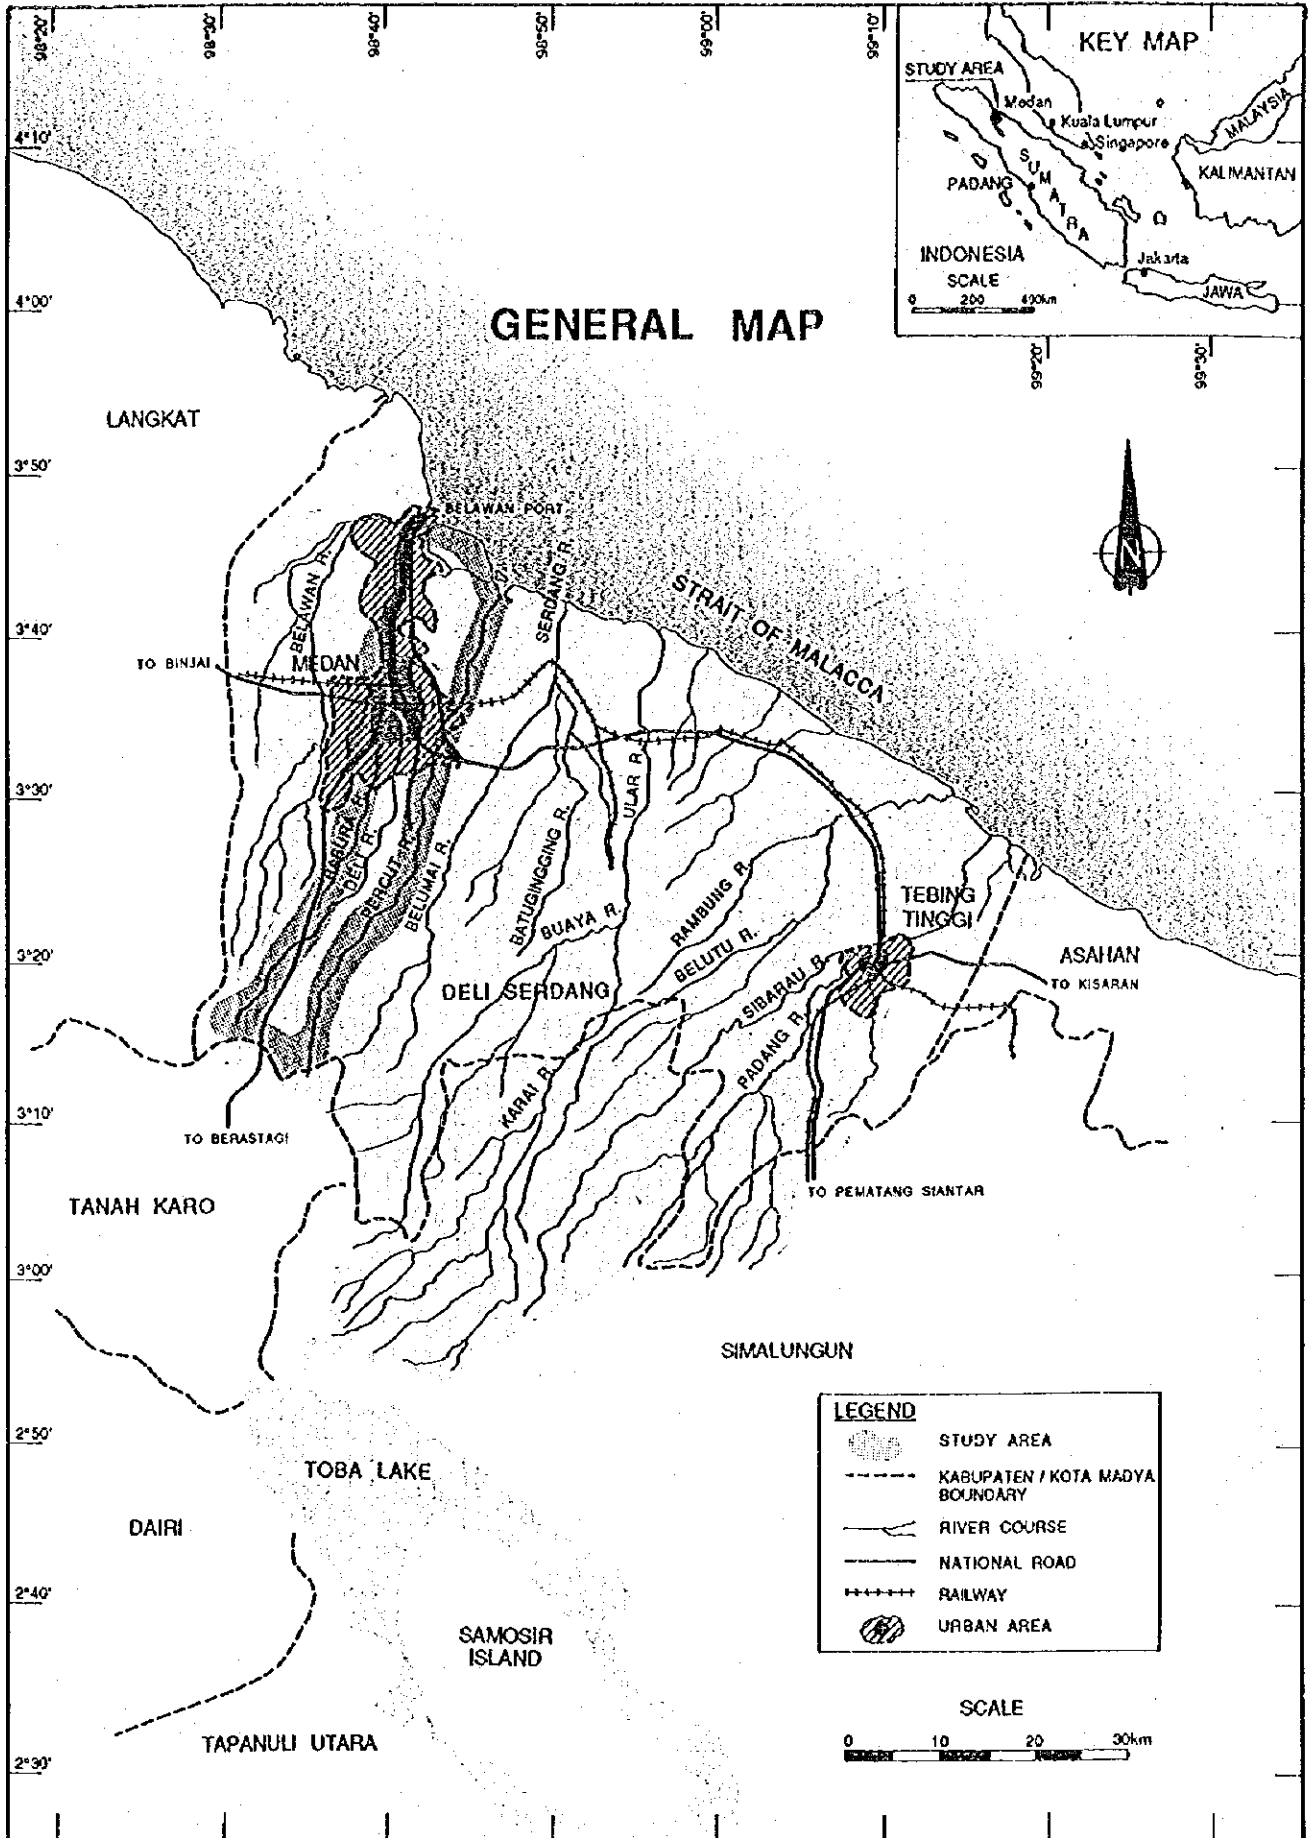 98°20'
98°30'
98°40'
98°50'
99°00'
99°10'
KEY MAP
STUDY AREA
Medan
Kuala Lumpur
Singapore
MALAYSIA
KALIMANTAN
PADANG
SUMATRA
INDONESIA
Jakarta
JAWA
SCALE
0 200 400km
99°20'
99°30'
4°10'
4°00'
3°50'
3°40'
3°30'
3°20'
3°10'
3°00'
2°50'
2°40'
2°30'
GENERAL MAP
LANGKAT
BELAWAN PORT
BELAWAN R.
SERDANG R.
STRAIT OF MALACCA
N
TO BINJAI
MEDAN
ULAR R.
BABURA R.
DELI R.
PERCUT R.
BELUMAI R.
BATUGINGGING R.
BUAYA R.
RAMBUNG R.
BELUTU R.
TEBING
TINGGI
ASAHAN
TO KISARAN
SIBARAU R.
DELI SERDANG
PADANG R.
KARAI R.
TO BERASTAGI
TO PEMATANG SIANTAR
TANAH KARO
SIMALUNGUN
TOBA LAKE
DAIRI
SAMOSIR
ISLAND
TAPANULI UTARA
LEGEND
STUDY AREA
KABUPATEN / KOTA MADYA
BOUNDARY
RIVER COURSE
NATIONAL ROAD
RAILWAY
URBAN AREA
SCALE
0 10 20 30km